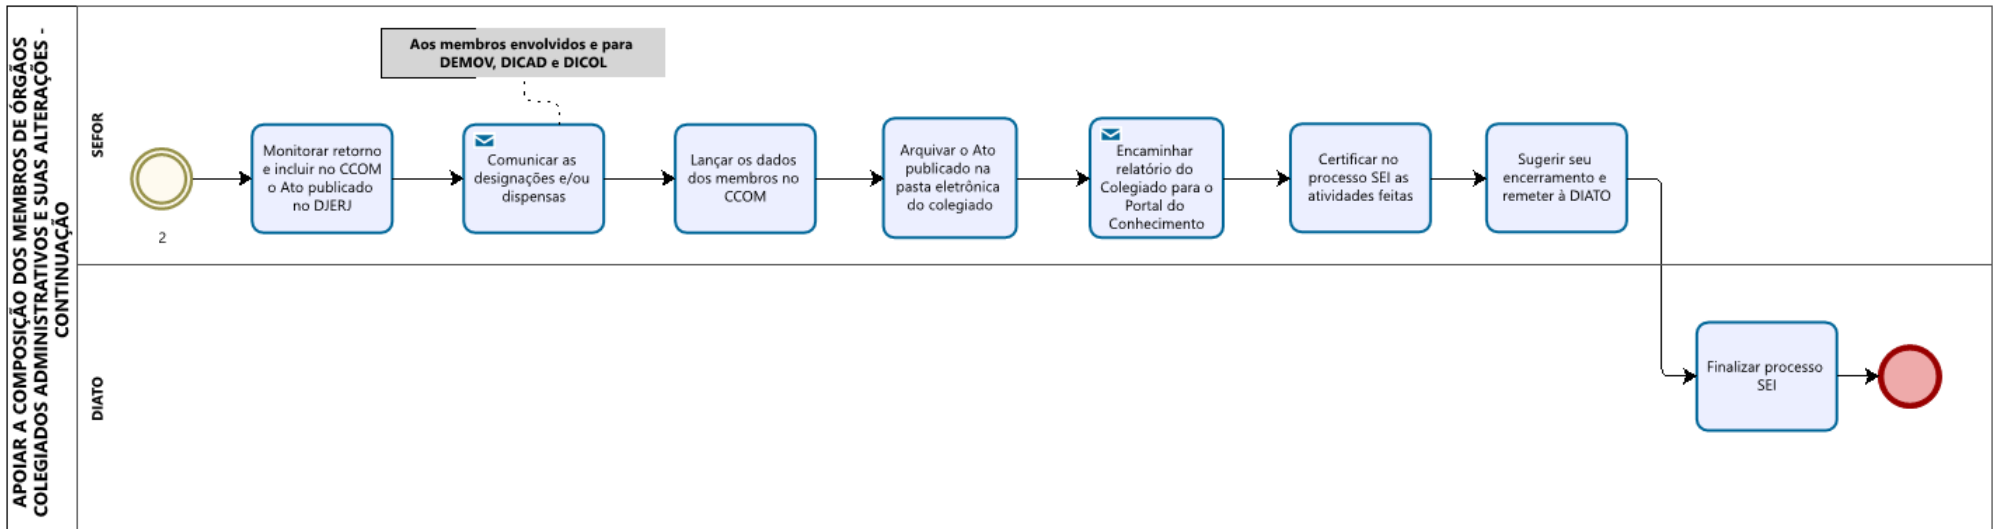 APOIAR A COMPOSIÇÃO DOS MEMBROS DE ÓRGÃOS
COLEGIADOS ADMINISTRATIVOS E SUAS ALTERAÇÕES -
CONTINUAÇÃO
SEFOR
Aos membros envolvidos e para
DEMOV, DICAD e DICOL
2
Monitorar retorno
e incluir no CCOM
o Ato publicado
no DJERJ
Comunicar as
designações e/ou
dispensas
Lançar os dados
dos membros no
CCOM
Arquivar o Ato
publicado na
pasta eletrônica
do colegiado
Encaminhar
relatório do
Colegiado para o
Portal do
Conhecimento
Certificar no
processo SEI as
atividades feitas
Sugerir seu
encerramento e
remeter à DIATO
DIATO
Finalizar processo
SEI